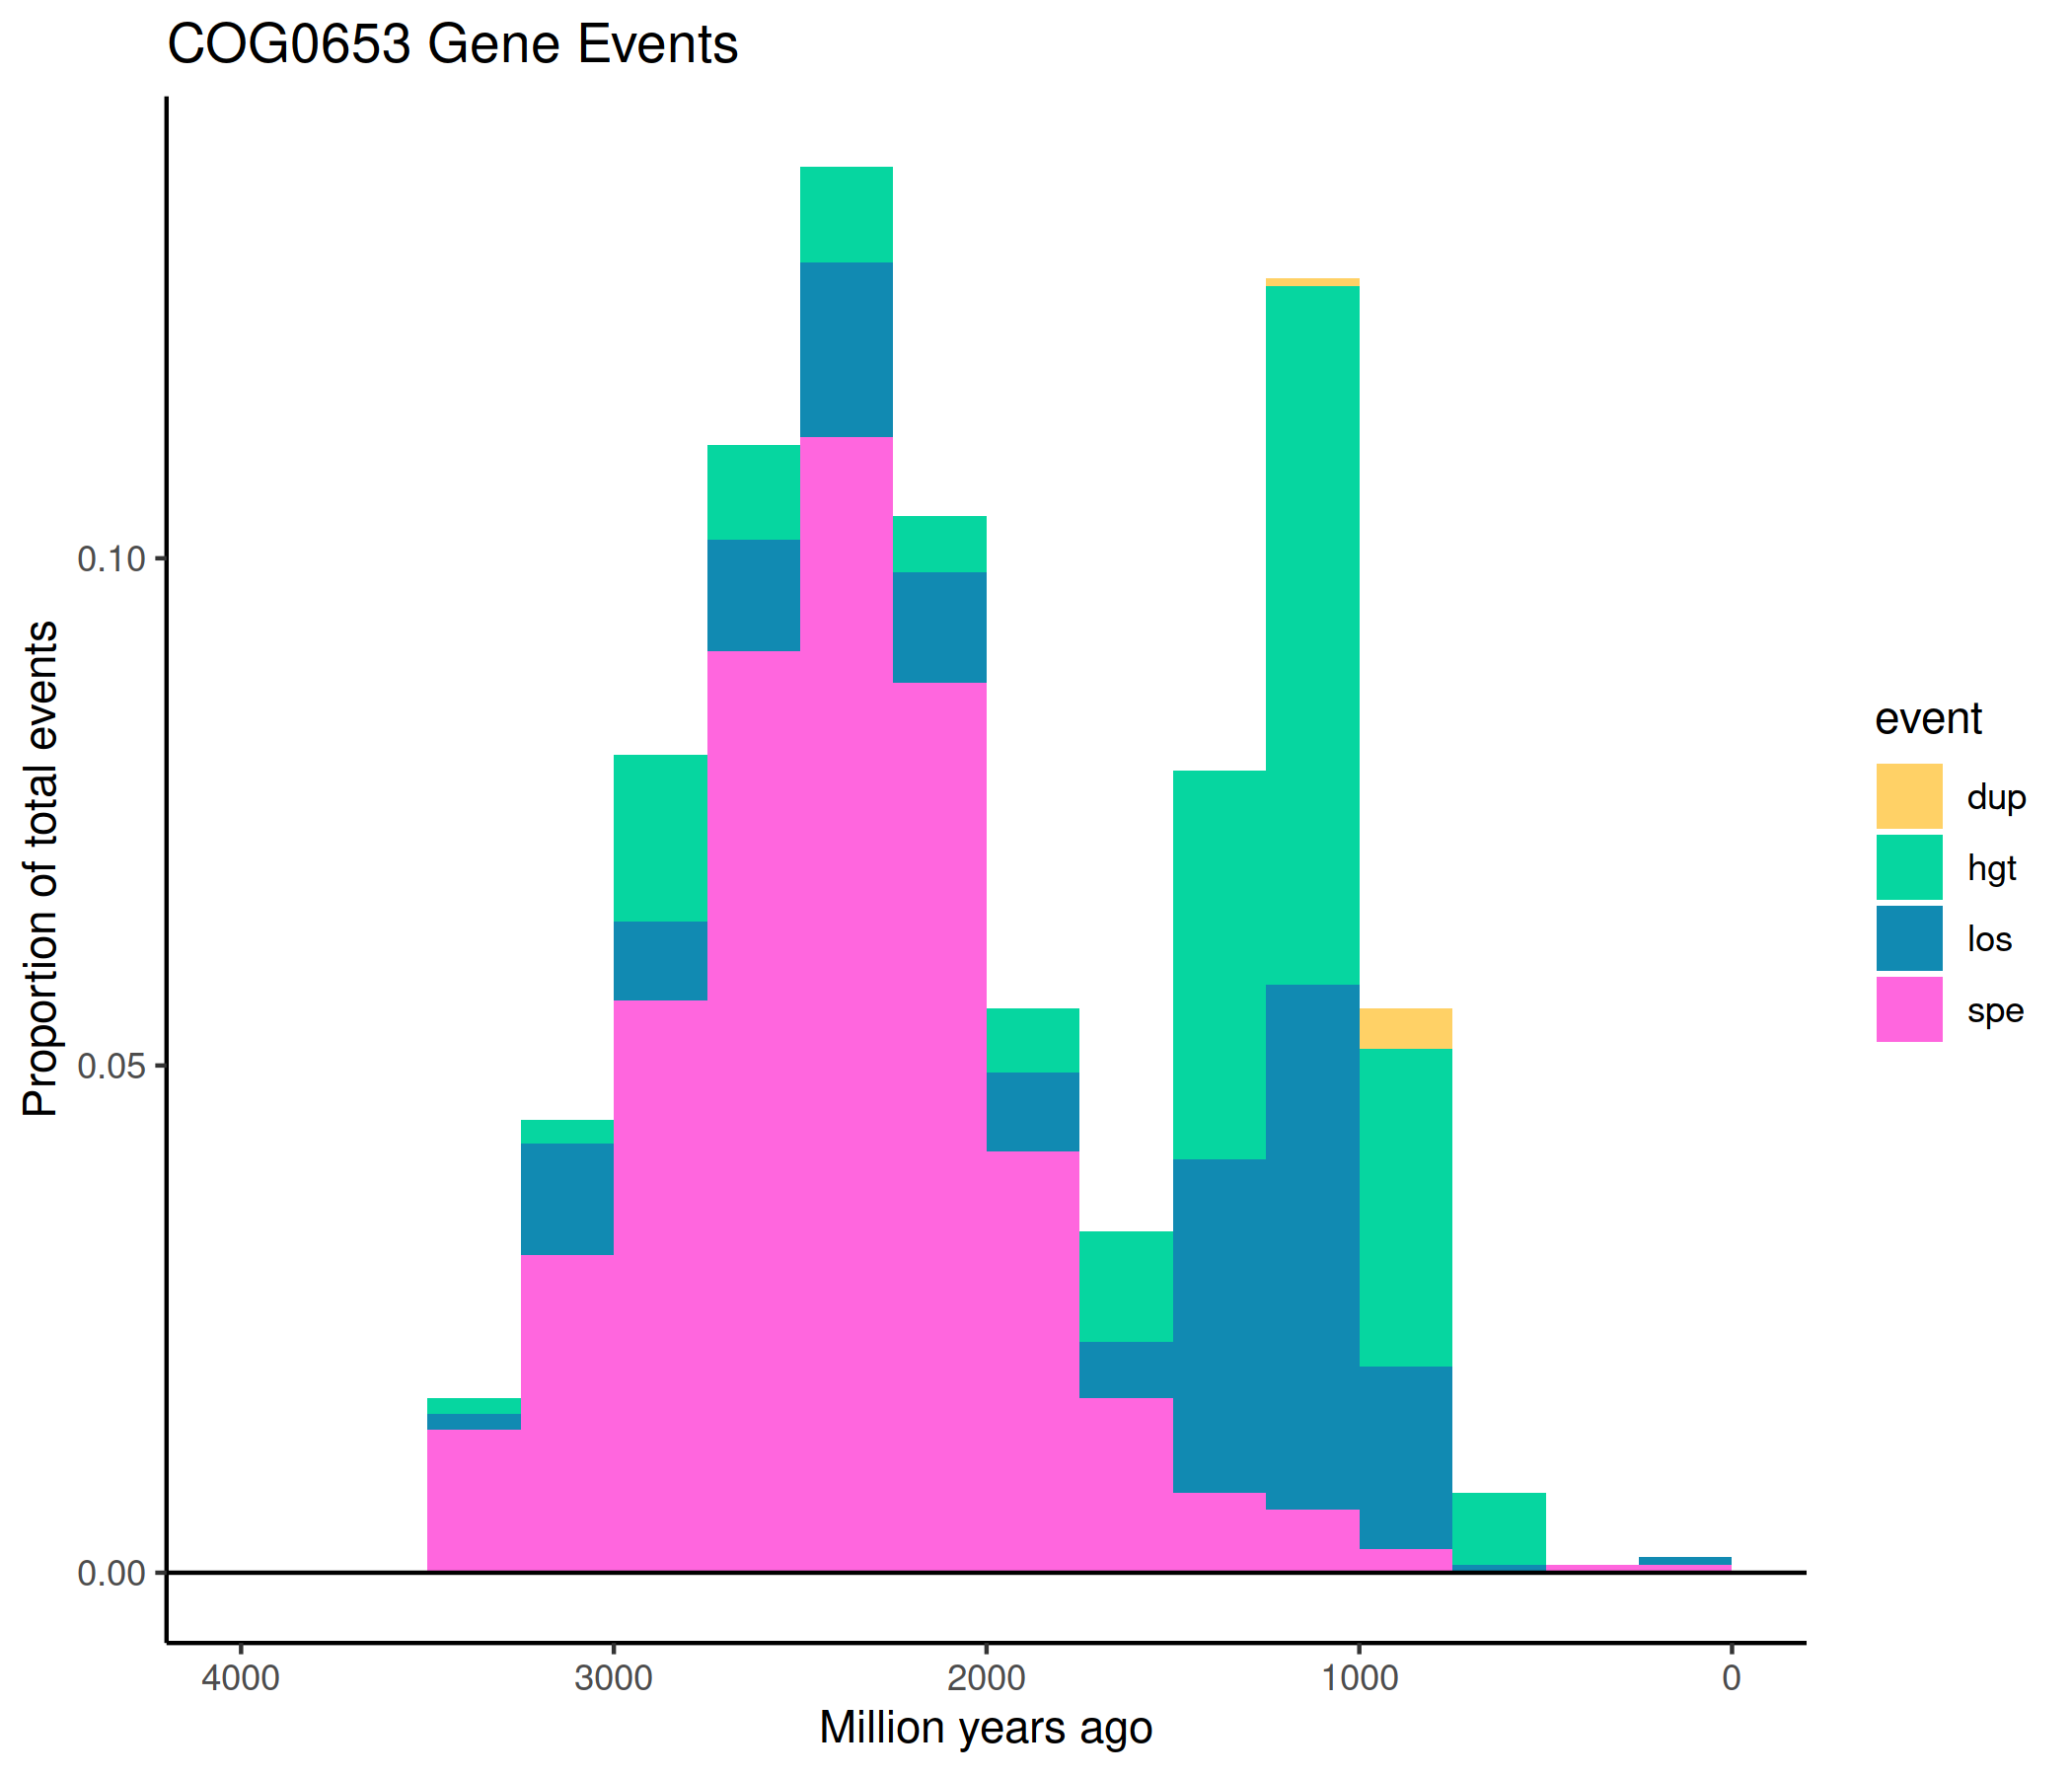 COG0653 Gene Events
Proportion of total events
0.10
0.05
0.00
4000 3000 2000 1000 0
Million years ago
event
dup
hgt
los
spe